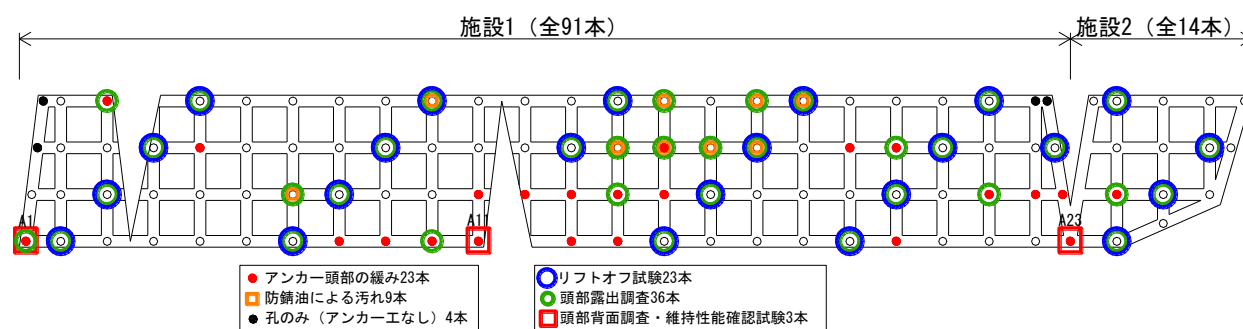 施設1（全91本）
施設2（全14本）
A1
A11
A23
アンカー頭部の緩み23本
防錆油による汚れ9本
孔のみ（アンカー工なし）4本
リフトオフ試験23本
頭部露出調査36本
頭部背面調査・維持性能確認試験3本